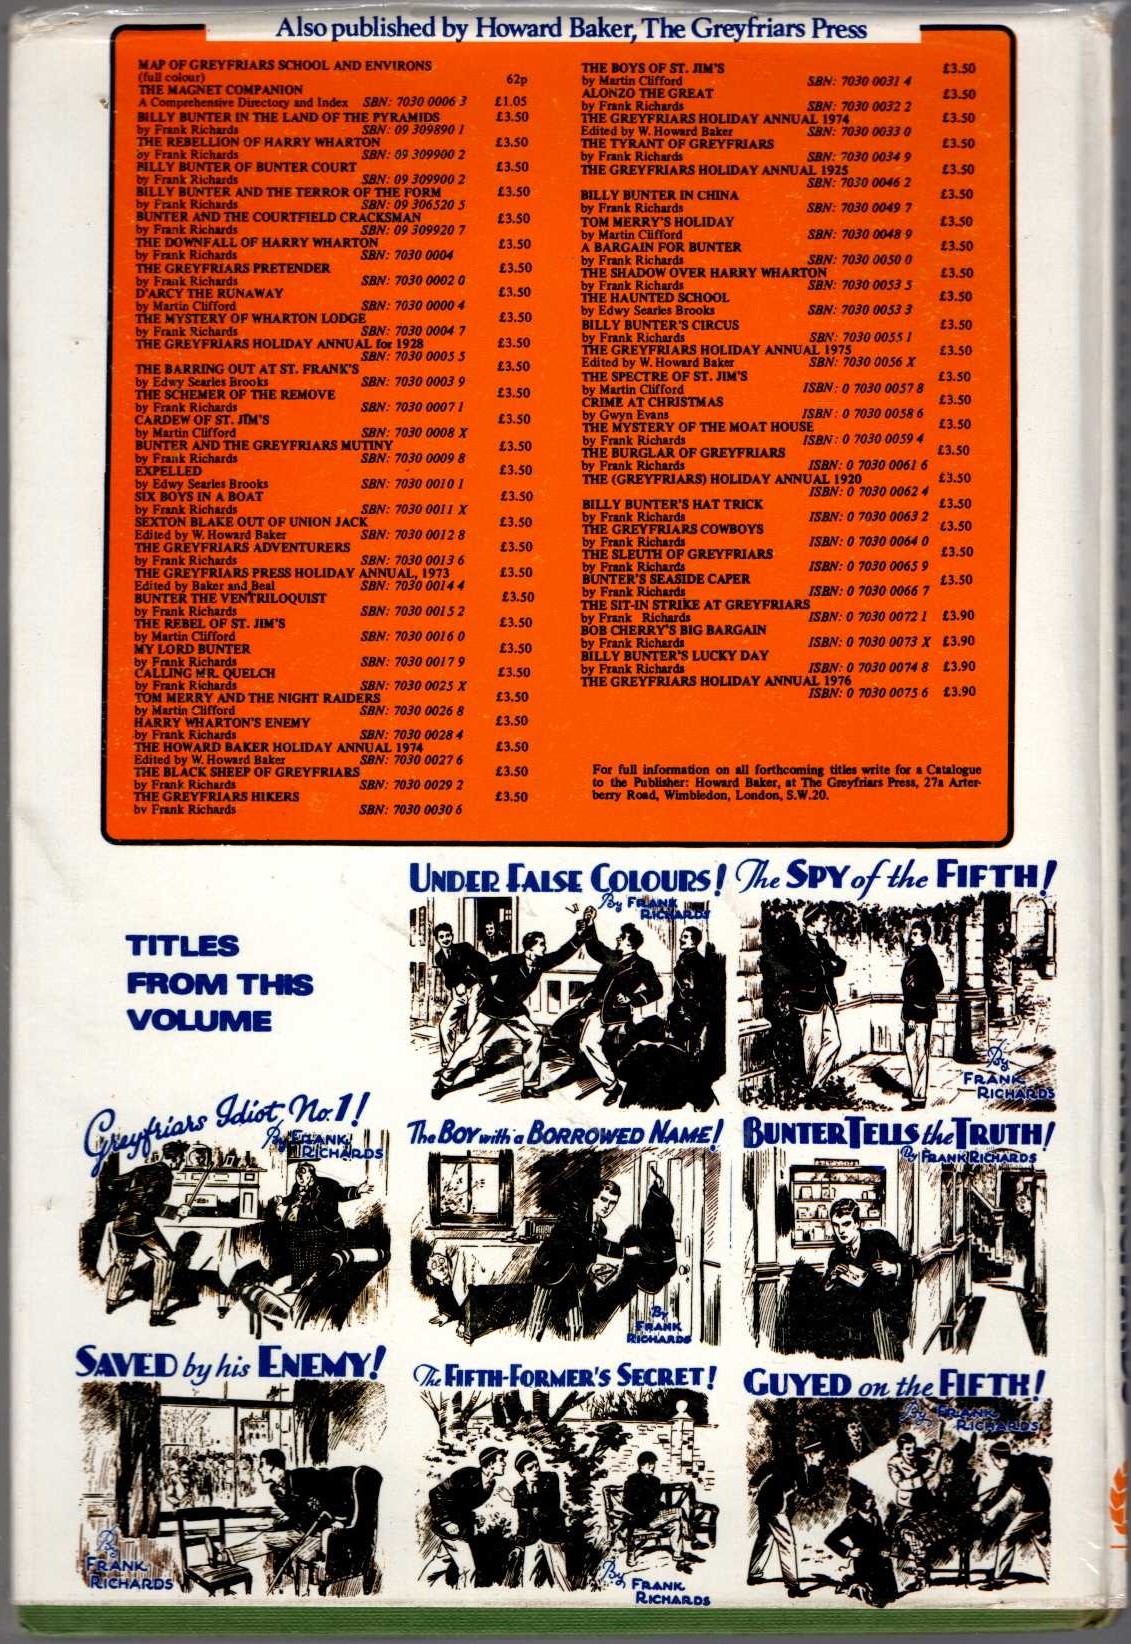 Also published by Howard Baker, The Greyfriars Press
MAP OF GREYFRIARS SCHOOL AND ENVIRONS
(full colour) 62p
THE MAGNET COMPANION
A Comprehensive Directory and Index SBN: 7030 0006 3 £1.05
BILLY BUNTER IN THE LAND OF THE PYRAMIDS £3.50
by Frank Richards SBN: 09 309890 1
THE REBELLION OF HARRY WHARTON £3.50
by Frank Richards SBN: 09 309900 2
BILLY BUNTER OF BUNTER COURT £3.50
by Frank Richards SBN: 09 309900 2
BILLY BUNTER AND THE TERROR OF THE FORM £3.50
by Frank Richards SBN: 09 306520 5
BUNTER AND THE COURTFIELD CRACKSMAN £3.50
by Frank Richards SBN: 09 309920 7
THE DOWNFALL OF HARRY WHARTON £3.50
by Frank Richards SBN: 7030 0004
THE GREYFRIARS PRETENDER £3.50
by Frank Richards SBN: 7030 0002 0
D'ARCY THE RUNAWAY £3.50
by Martin Clifford SBN: 7030 0000 4
THE MYSTERY OF WHARTON LODGE £3.50
by Frank Richards SBN: 7030 0004 7
THE GREYFRIARS HOLIDAY ANNUAL for 1928 £3.50
SBN: 7030 0005 5
THE BARRING OUT AT ST. FRANK'S £3.50
by Edwy Searles Brooks SBN: 7030 0003 9
THE SCHEMER OF THE REMOVE £3.50
by Frank Richards SBN: 7030 0007 1
CARDEW OF ST. JIM'S £3.50
by Martin Clifford SBN: 7030 0008 X
BUNTER AND THE GREYFRIARS MUTINY £3.50
by Frank Richards SBN: 7030 0009 8
EXPELLED £3.50
by Edwy Searles Brooks SBN: 7030 0010 1
SIX BOYS IN A BOAT £3.50
by Frank Richards SBN: 7030 0011 X
SEXTON BLAKE OUT OF UNION JACK £3.50
Edited by W. Howard Baker SBN: 7030 0012 8
THE GREYFRIARS ADVENTURERS £3.50
by Frank Richards SBN: 7030 0013 6
THE GREYFRIARS PRESS HOLIDAY ANNUAL, 1973 £3.50
Edited by Baker and Beal SBN: 7030 0014 4
BUNTER THE VENTRILOQUIST £3.50
by Frank Richards SBN: 7030 0015 2
THE REBEL OF ST. JIM'S £3.50
by Martin Clifford SBN: 7030 0016 0
MY LORD BUNTER £3.50
by Frank Richards SBN: 7030 0017 9
CALLING MR. QUELCH £3.50
by Frank Richards SBN: 7030 0025 X
TOM MERRY AND THE NIGHT RAIDERS £3.50
by Martin Clifford SBN: 7030 0026 8
HARRY WHARTON'S ENEMY £3.50
by Frank Richards SBN: 7030 0028 4
THE HOWARD BAKER HOLIDAY ANNUAL 1974 £3.50
Edited by W. Howard Baker SBN: 7030 0027 6
THE BLACK SHEEP OF GREYFRIARS £3.50
by Frank Richards SBN: 7030 0029 2
THE GREYFRIARS HIKERS £3.50
by Frank Richards SBN: 7030 0030 6
THE BOYS OF ST. JIM'S £3.50
by Martin Clifford SBN: 7030 0031 4
ALONZO THE GREAT £3.50
by Frank Richards SBN: 7030 0032 2
THE GREYFRIARS HOLIDAY ANNUAL 1974 £3.50
Edited by W. Howard Baker SBN: 7030 0033 0
THE TYRANT OF GREYFRIARS £3.50
by Frank Richards SBN: 7030 0034 9
THE GREYFRIARS HOLIDAY ANNUAL 1925 £3.50
SBN: 7030 0046 2
BILLY BUNTER IN CHINA £3.50
by Frank Richards SBN: 7030 0049 7
TOM MERRY'S HOLIDAY £3.50
by Martin Clifford SBN: 7030 0048 9
A BARGAIN FOR BUNTER £3.50
by Frank Richards SBN: 7030 0050 0
THE SHADOW OVER HARRY WHARTON £3.50
by Frank Richards SBN: 7030 0053 5
THE HAUNTED SCHOOL £3.50
by Edwy Searles Brooks SBN: 7030 0053 3
BILLY BUNTER'S CIRCUS £3.50
by Frank Richards SBN: 7030 0055 1
THE GREYFRIARS HOLIDAY ANNUAL 1975 £3.50
Edited by W. Howard Baker SBN: 7030 0056 X
THE SPECTRE OF ST. JIM'S £3.50
by Martin Clifford ISBN: 0 7030 0057 8
CRIME AT CHRISTMAS £3.50
by Gwyn Evans ISBN: 0 7030 0058 6
THE MYSTERY OF THE MOAT HOUSE £3.50
by Frank Richards ISBN: 0 7030 0059 4
THE BURGLAR OF GREYFRIARS £3.50
by Frank Richards ISBN: 0 7030 0061 6
THE (GREYFRIARS) HOLIDAY ANNUAL 1920 £3.50
ISBN: 0 7030 0062 4
BILLY BUNTER'S HAT TRICK £3.50
by Frank Richards ISBN: 0 7030 0063 2
THE GREYFRIARS COWBOYS £3.50
by Frank Richards ISBN: 0 7030 0064 0
THE SLEUTH OF GREYFRIARS £3.50
by Frank Richards ISBN: 0 7030 0065 9
BUNTER'S SEASIDE CAPER £3.50
by Frank Richards ISBN: 0 7030 0066 7
THE SIT-IN STRIKE AT GREYFRIARS
by Frank Richards ISBN: 0 7030 0072 1 £3.90
BOB CHERRY'S BIG BARGAIN
by Frank Richards ISBN: 0 7030 0073 X £3.90
BILLY BUNTER'S LUCKY DAY
by Frank Richards ISBN: 0 7030 0074 8 £3.90
THE GREYFRIARS HOLIDAY ANNUAL 1976
ISBN: 0 7030 0075 6 £3.90
For full information on all forthcoming titles write for a Catalogue
to the Publisher: Howard Baker, at The Greyfriars Press, 27a Arter-
berry Road, Wimbledon, London, S.W.20.
TITLES
FROM THIS
VOLUME
UNDER FALSE COLOURS!
By FRANK
RICHARDS
The SPY of the FIFTH!
By
FRANK
RICHARDS
Greyfriars Idiot, No.1!
By FRANK
RICHARDS
The BOY with a BORROWED NAME!
By
FRANK
RICHARDS
BUNTER TELLS the TRUTH!
By FRANK RICHARDS
SAVED by his ENEMY!
By
FRANK
RICHARDS
The FIFTH-FORMER'S SECRET!
By
FRANK
RICHARDS
GUYED on the FIFTH!
By FRANK
RICHARDS